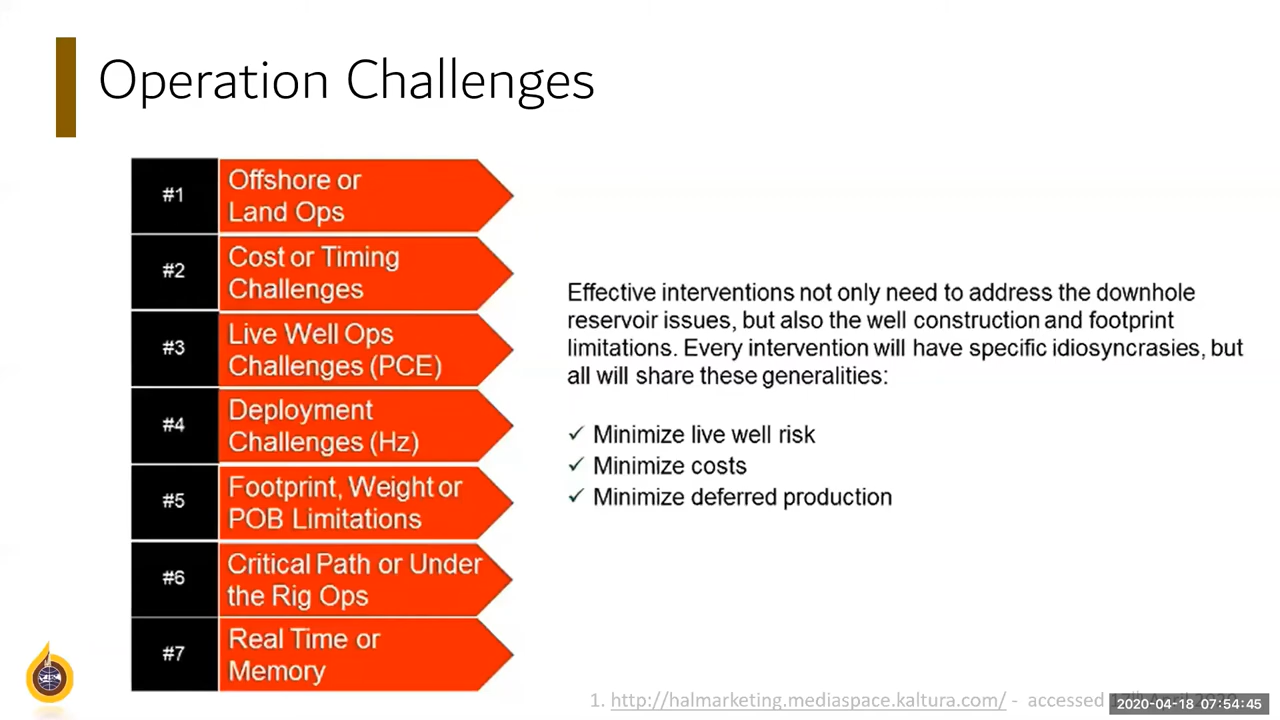 Operation Challenges
#1
Offshore or
Land Ops
#2
Cost or Timing
Challenges
#3
Live Well Ops
Challenges (PCE)
#4
Deployment
Challenges (Hz)
#5
Footprint, Weight or
POB Limitations
#6
Critical Path or Under
the Rig Ops
#7
Real Time or
Memory
Effective interventions not only need to address the downhole
reservoir issues, but also the well construction and footprint
limitations. Every intervention will have specific idiosyncrasies, but
all will share these generalities:
✓ Minimize live well risk
✓ Minimize costs
✓ Minimize deferred production
1. http://halmarketing.mediaspace.kaltura.com/ - accessed
2020-04-18 07:54:45